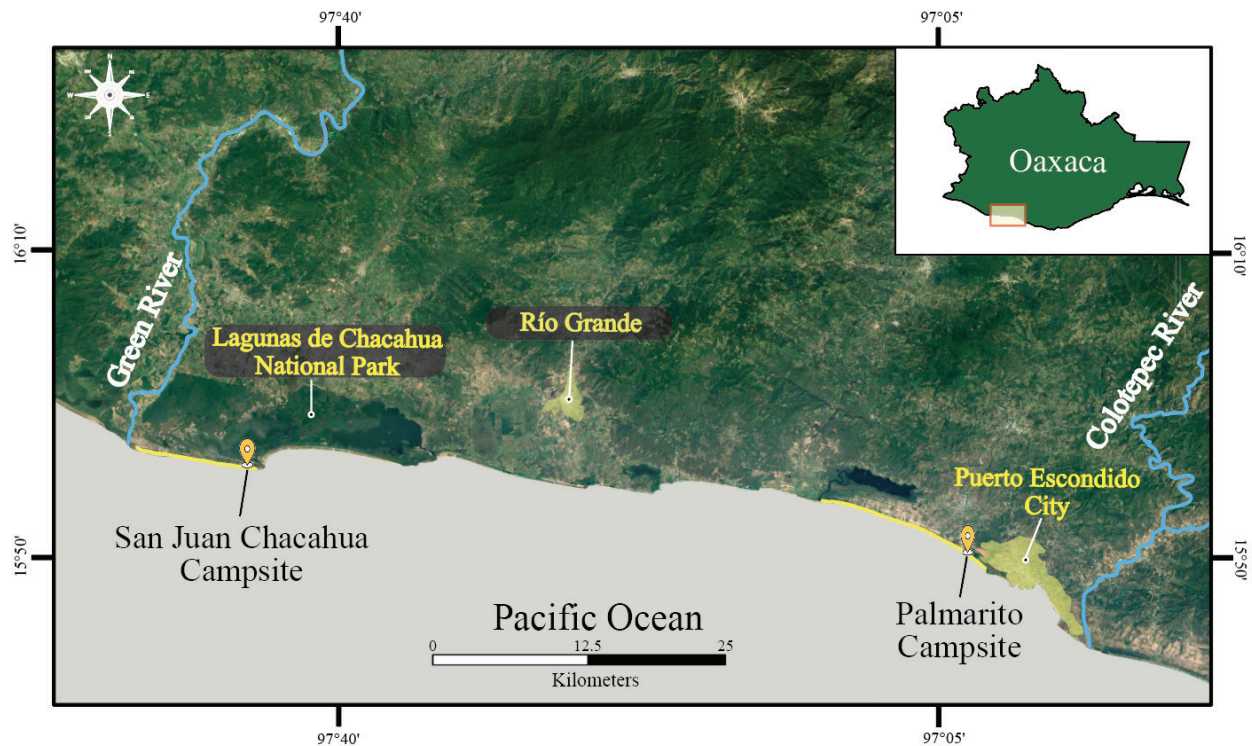 97°40'
97°05'
N
W
E
S
Oaxaca
16°10'
16°10'
Green River
Lagunas de Chacahua
National Park
Río Grande
Colotepec River
Puerto Escondido
City
San Juan Chacahua
Campsite
15°50'
15°50'
Palmarito
Campsite
Pacific Ocean
0
12.5
25
Kilometers
97°40'
97°05'